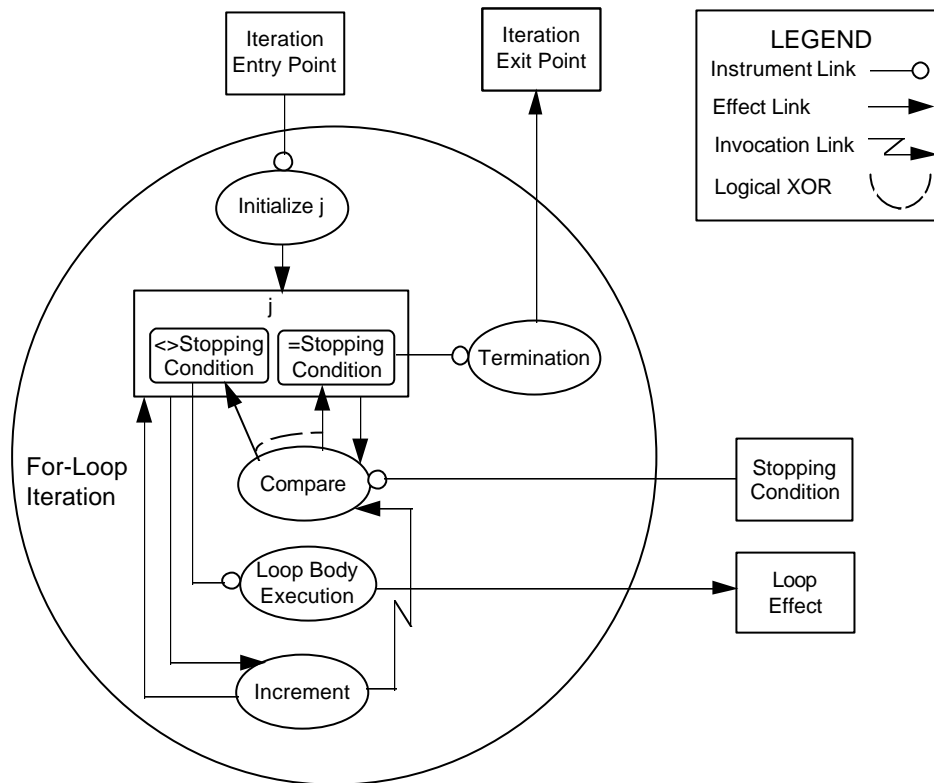 Iteration
Entry Point
Iteration
Exit Point
LEGEND
Instrument Link
Effect Link
Invocation Link
Logical XOR
Initialize j
j
<>Stopping
Condition
=Stopping
Condition
Termination
For-Loop
Iteration
Compare
Stopping
Condition
Loop Body
Execution
Loop
Effect
Increment